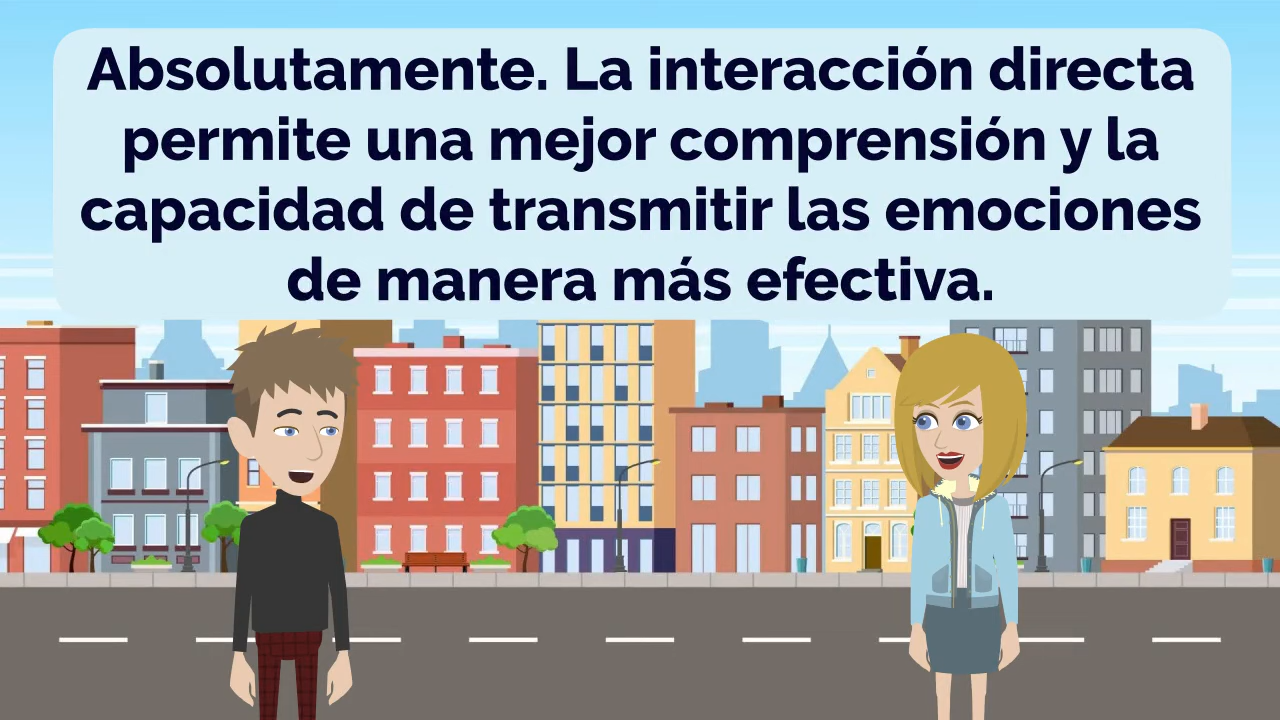 Absolutamente. La interacción directa
permite una mejor comprensión y la
capacidad de transmitir las emociones
de manera más efectiva.